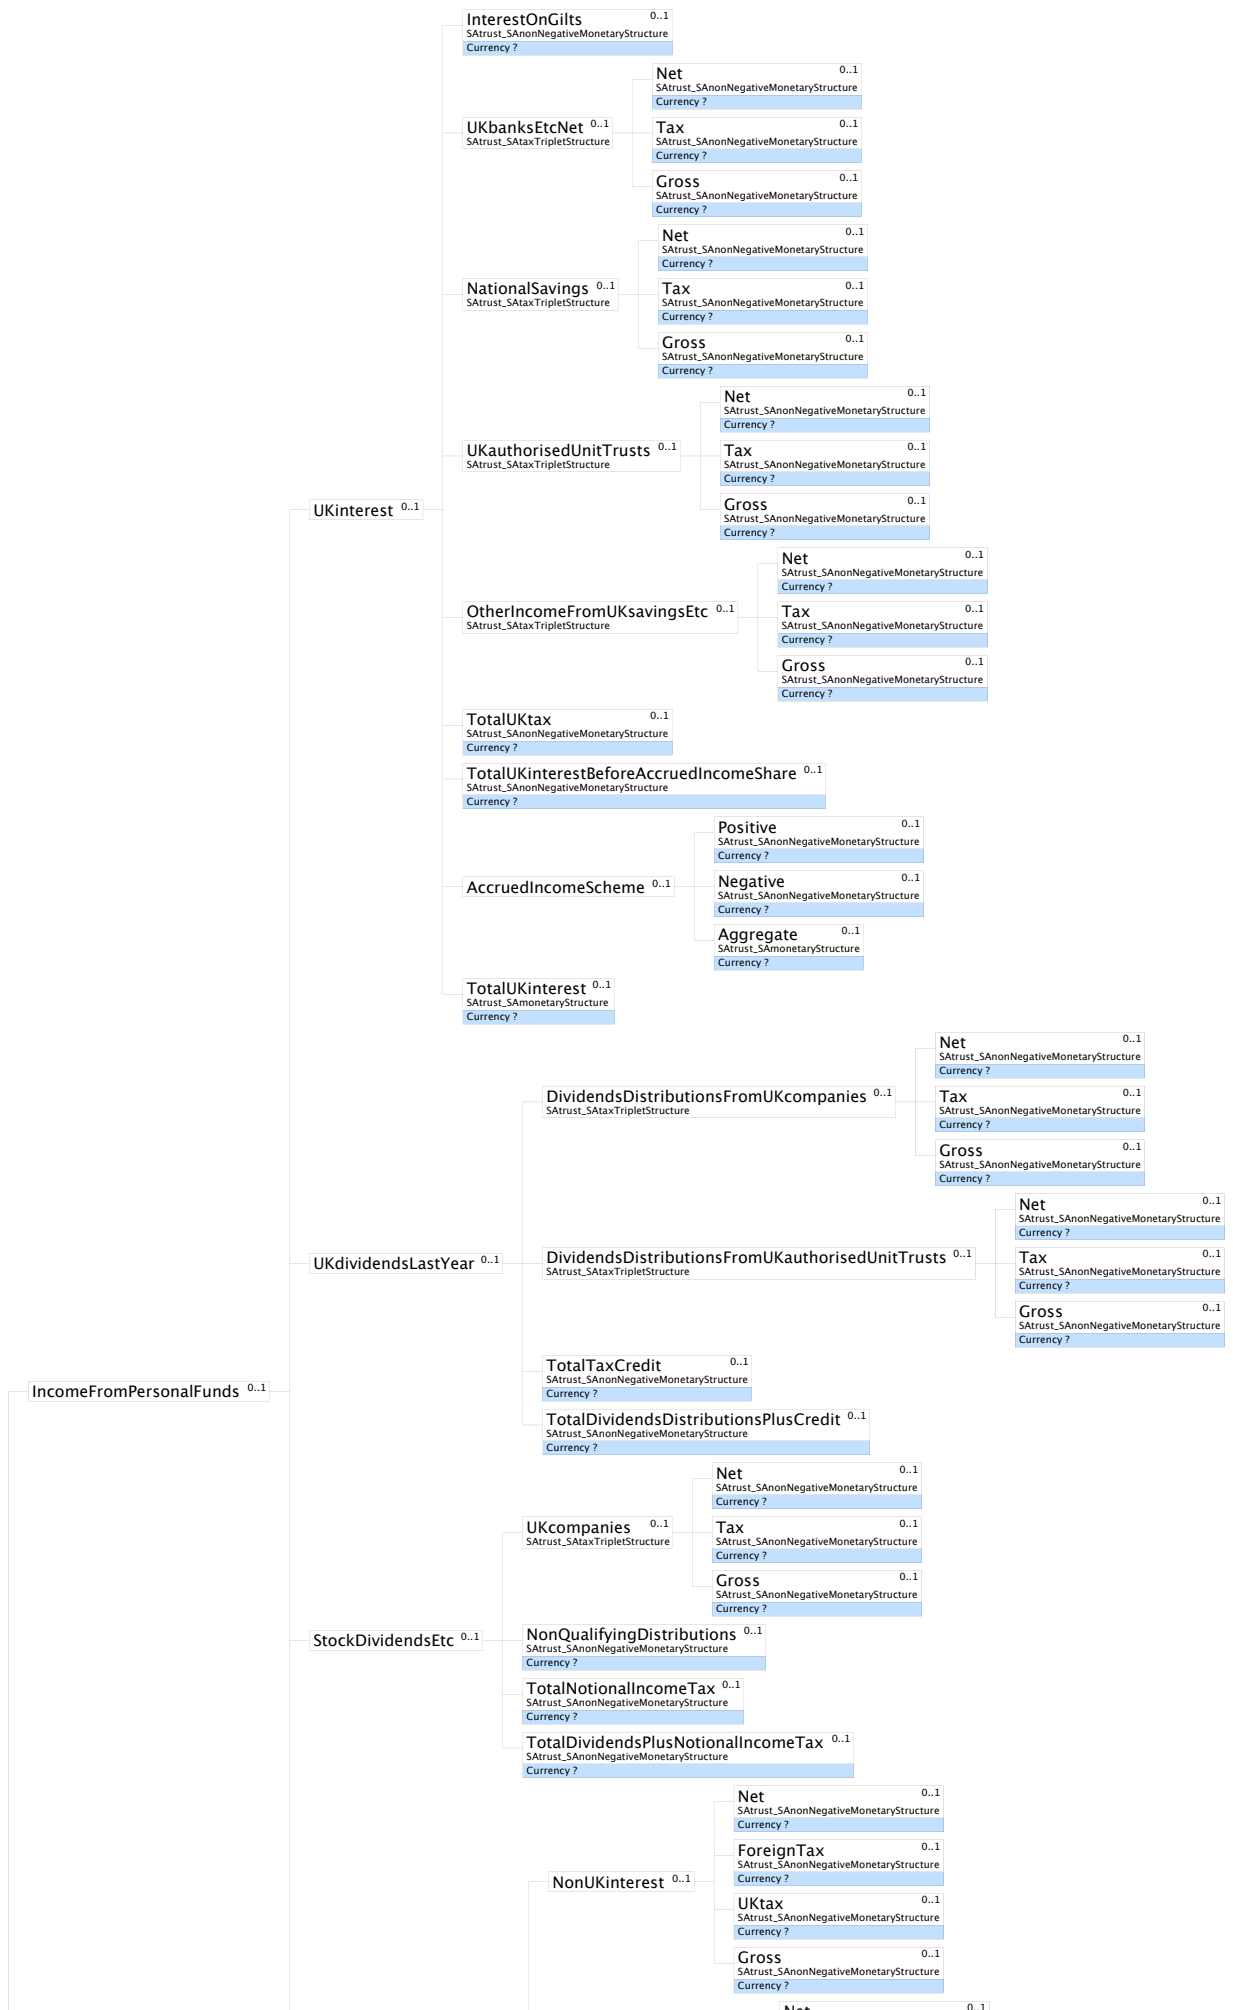 InterestOnGilts 0..1
SAtrust_SAnonNegativeMonetaryStructure
Currency ?
Net 0..1
SAtrust_SAnonNegativeMonetaryStructure
Currency ?
UKbanksEtcNet 0..1
SAtrust_SAtaxTripletStructure
Tax 0..1
SAtrust_SAnonNegativeMonetaryStructure
Currency ?
Gross 0..1
SAtrust_SAnonNegativeMonetaryStructure
Currency ?
Net 0..1
SAtrust_SAnonNegativeMonetaryStructure
Currency ?
NationalSavings 0..1
SAtrust_SAtaxTripletStructure
Tax 0..1
SAtrust_SAnonNegativeMonetaryStructure
Currency ?
Gross 0..1
SAtrust_SAnonNegativeMonetaryStructure
Currency ?
Net 0..1
SAtrust_SAnonNegativeMonetaryStructure
Currency ?
UKauthorisedUnitTrusts 0..1
SAtrust_SAtaxTripletStructure
Tax 0..1
SAtrust_SAnonNegativeMonetaryStructure
Currency ?
Gross 0..1
SAtrust_SAnonNegativeMonetaryStructure
Currency ?
UKinterest 0..1
Net 0..1
SAtrust_SAnonNegativeMonetaryStructure
Currency ?
OtherIncomeFromUKsavingsEtc 0..1
SAtrust_SAtaxTripletStructure
Tax 0..1
SAtrust_SAnonNegativeMonetaryStructure
Currency ?
Gross 0..1
SAtrust_SAnonNegativeMonetaryStructure
Currency ?
TotalUKtax 0..1
SAtrust_SAnonNegativeMonetaryStructure
Currency ?
TotalUKinterestBeforeAccruedIncomeShare 0..1
SAtrust_SAnonNegativeMonetaryStructure
Currency ?
Positive 0..1
SAtrust_SAnonNegativeMonetaryStructure
Currency ?
AccruedIncomeScheme 0..1
Negative 0..1
SAtrust_SAnonNegativeMonetaryStructure
Currency ?
Aggregate 0..1
SAtrust_SAmonetaryStructure
Currency ?
TotalUKinterest 0..1
SAtrust_SAmonetaryStructure
Currency ?
Net 0..1
SAtrust_SAnonNegativeMonetaryStructure
Currency ?
DividendsDistributionsFromUKcompanies 0..1
SAtrust_SAtaxTripletStructure
Tax 0..1
SAtrust_SAnonNegativeMonetaryStructure
Currency ?
Gross 0..1
SAtrust_SAnonNegativeMonetaryStructure
Currency ?
Net 0..1
SAtrust_SAnonNegativeMonetaryStructure
Currency ?
UKdividendsLastYear 0..1
DividendsDistributionsFromUKauthorisedUnitTrusts 0..1
SAtrust_SAtaxTripletStructure
Tax 0..1
SAtrust_SAnonNegativeMonetaryStructure
Currency ?
Gross 0..1
SAtrust_SAnonNegativeMonetaryStructure
Currency ?
TotalTaxCredit 0..1
SAtrust_SAnonNegativeMonetaryStructure
Currency ?
IncomeFromPersonalFunds 0..1
TotalDividendsDistributionsPlusCredit 0..1
SAtrust_SAnonNegativeMonetaryStructure
Currency ?
Net 0..1
SAtrust_SAnonNegativeMonetaryStructure
Currency ?
UKcompanies 0..1
SAtrust_SAtaxTripletStructure
Tax 0..1
SAtrust_SAnonNegativeMonetaryStructure
Currency ?
Gross 0..1
SAtrust_SAnonNegativeMonetaryStructure
Currency ?
StockDividendsEtc 0..1
NonQualifyingDistributions 0..1
SAtrust_SAnonNegativeMonetaryStructure
Currency ?
TotalNotionalIncomeTax 0..1
SAtrust_SAnonNegativeMonetaryStructure
Currency ?
TotalDividendsPlusNotionalIncomeTax 0..1
SAtrust_SAnonNegativeMonetaryStructure
Currency ?
Net 0..1
SAtrust_SAnonNegativeMonetaryStructure
Currency ?
ForeignTax 0..1
SAtrust_SAnonNegativeMonetaryStructure
Currency ?
NonUKinterest 0..1
UKtax 0..1
SAtrust_SAnonNegativeMonetaryStructure
Currency ?
Gross 0..1
SAtrust_SAnonNegativeMonetaryStructure
Currency ?
Net 0..1